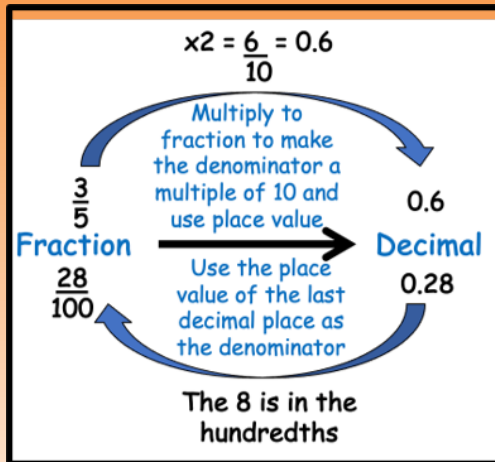 x2 = 6 = 0.6
10
Multiply to
fraction to make
the denominator a
multiple of 10 and
use place value
3
5
0.6
Fraction
Decimal
28
100
0.28
Use the place
value of the last
decimal place as
the denominator
The 8 is in the
hundredths